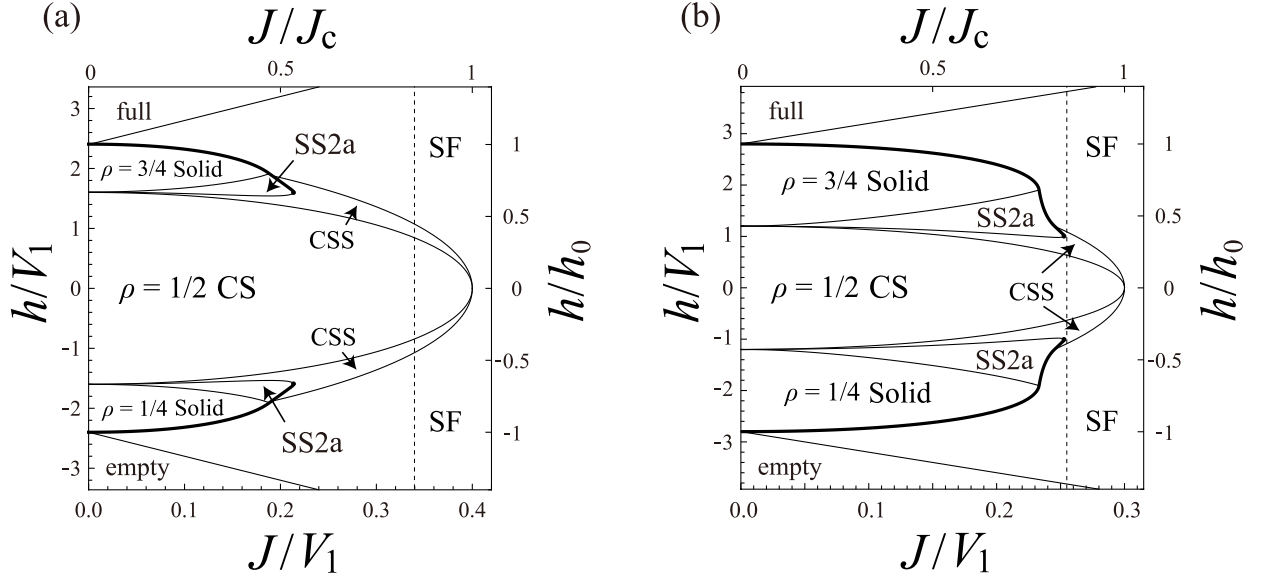 (a)
J/Jc
0 0.5 1
full
3
SS2a
SF
1
ρ = 3/4 Solid
2
0.5
1
CSS
h/V1
ρ = 1/2 CS
0
0
h/h0
CSS
-1
-0.5
ρ = 1/4 Solid
-2
SS2a
SF
-1
empty
-3
0.0 0.1 0.2 0.3 0.4
J/V1
(b)
J/Jc
0 0.5 1
full
3
SF
1
ρ = 3/4 Solid
2
SS2a
0.5
1
h/V1
ρ = 1/2 CS
0
CSS
0
h/h0
-1
SS2a
-0.5
ρ = 1/4 Solid
-2
SF
-1
-3
empty
0.0 0.1 0.2 0.3
J/V1